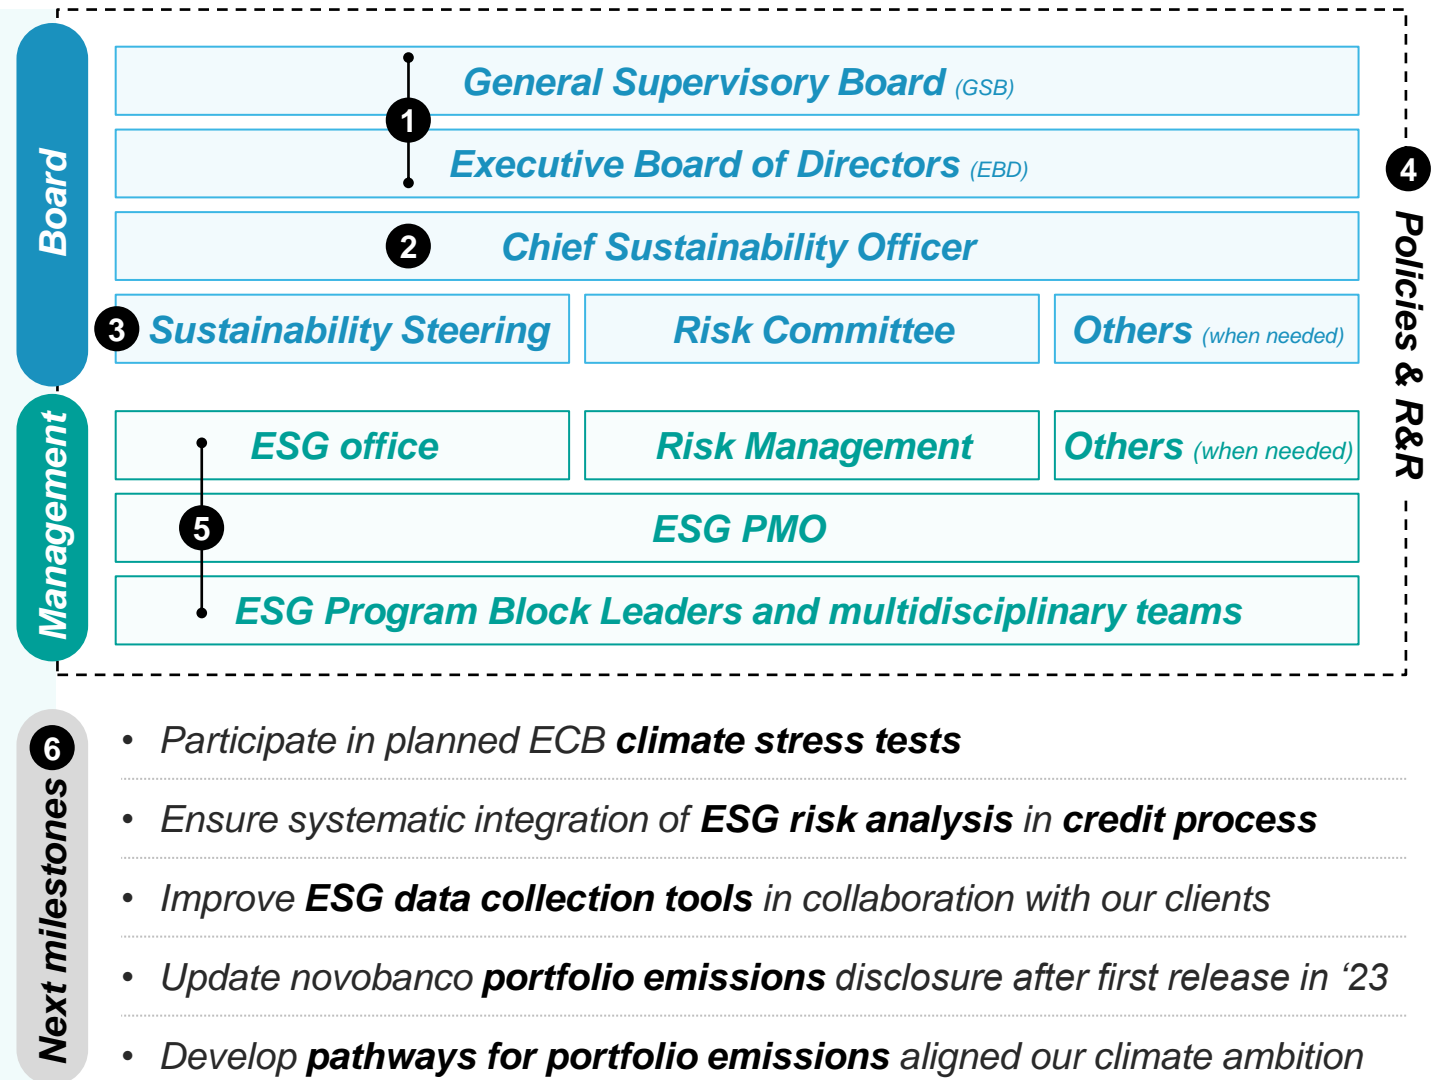 Board
General Supervisory Board (GSB)
1
Executive Board of Directors (EBD)
2 Chief Sustainability Officer
3 Sustainability Steering
Risk Committee
Others (when needed)
4 Policies & R&R
Management
ESG office
Risk Management
Others (when needed)
5 ESG PMO
ESG Program Block Leaders and multidisciplinary teams
6 Next milestones
• Participate in planned ECB climate stress tests
• Ensure systematic integration of ESG risk analysis in credit process
• Improve ESG data collection tools in collaboration with our clients
• Update novobanco portfolio emissions disclosure after first release in ‘23
• Develop pathways for portfolio emissions aligned our climate ambition